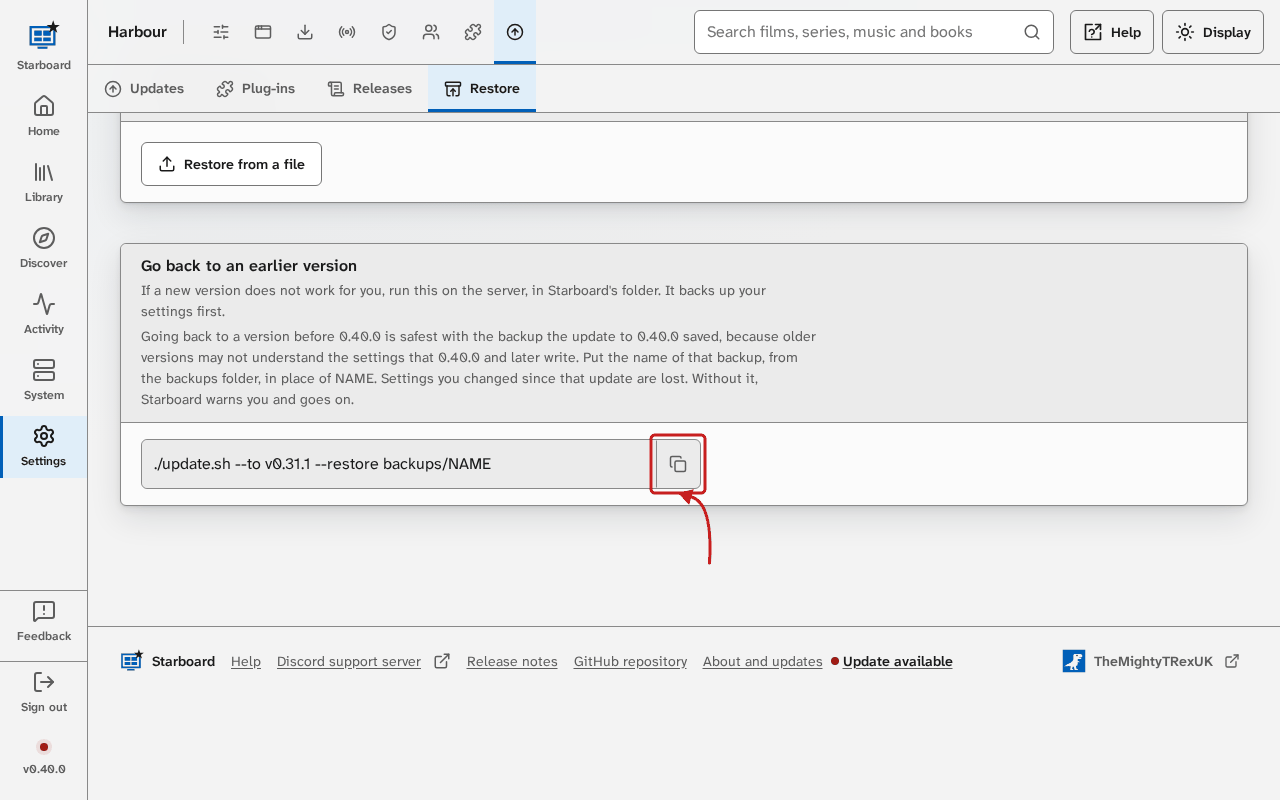 Harbour
Search films, series, music and books
Help
Display
Starboard
Home
Library
Discover
Activity
System
Settings
Feedback
Sign out
v0.40.0
Updates
Plug-ins
Releases
Restore
Restore from a file
Go back to an earlier version
If a new version does not work for you, run this on the server, in Starboard's folder. It backs up your
settings first.
Going back to a version before 0.40.0 is safest with the backup the update to 0.40.0 saved, because older
versions may not understand the settings that 0.40.0 and later write. Put the name of that backup, from
the backups folder, in place of NAME. Settings you changed since that update are lost. Without it,
Starboard warns you and goes on.
./update.sh --to v0.31.1 --restore backups/NAME
Starboard
Help
Discord support server
Release notes
GitHub repository
About and updates
Update available
TheMightyTRexUK